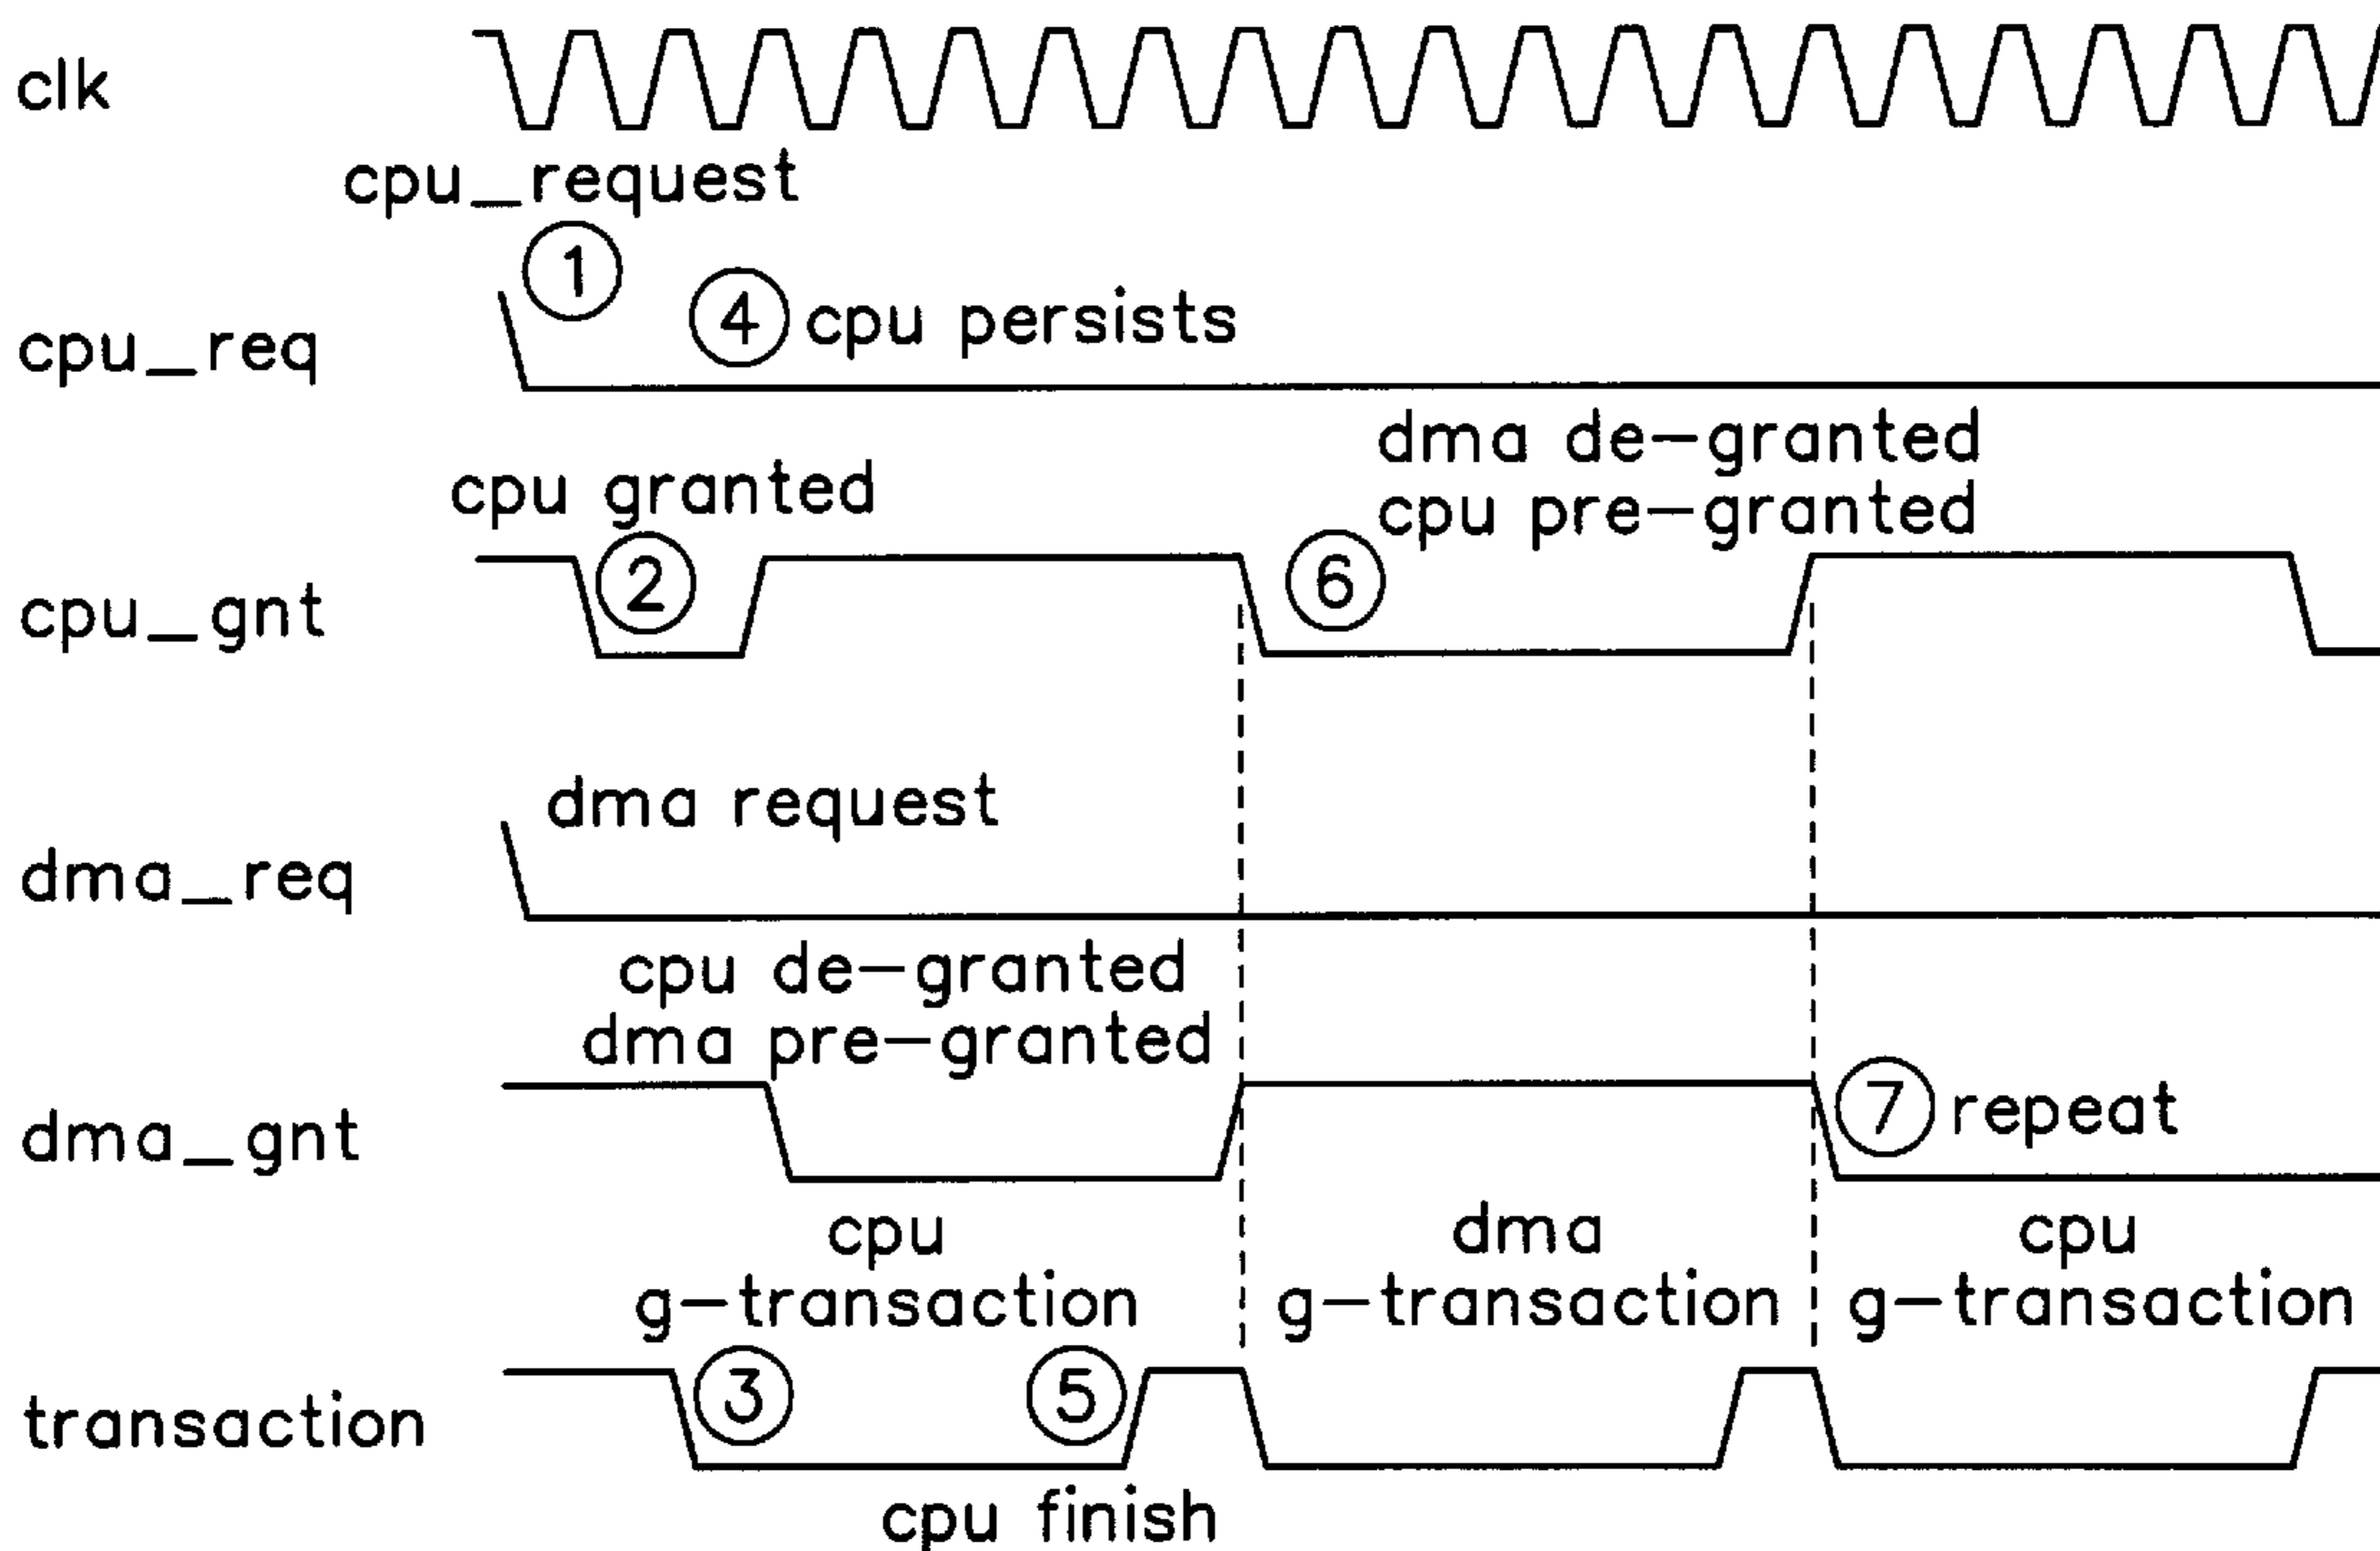 clk
cpu_request
1
4 cpu persists
cpu_req
dma de-granted
cpu granted
cpu pre-granted
2
6
cpu_gnt
dma request
dma_req
cpu de-granted
dma pre-granted
7 repeat
dma_gnt
cpu
g-transaction
dma
g-transaction
cpu
g-transaction
3
5
transaction
cpu finish